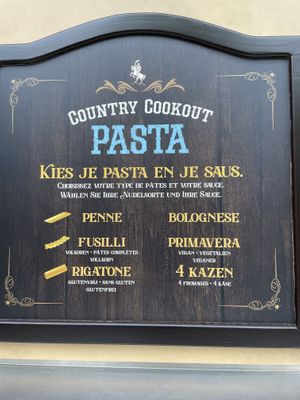 COUNTRY COOKOUT
PASTA
KIES JE PASTA EN JE SAUS.
CHOISISSEZ VOTRE TYPE DE PÂTES ET VOTRE SAUCE.
WÄHLEN SIE IHRE NUDELSORTE UND IHRE SAUCE.
PENNE
BOLOGNESE
FUSILLI
VOLKOREN • PÂTES COMPLÈTES
VOLLKORN
PRIMAVERA
VEGAN • VÉGÉTALIEN
VEGANER
RIGATONE
GLUTENVRIJ • SANS GLUTEN
GLUTENFREI
4 KAZEN
4 FROMAGES • 4 KÄSE